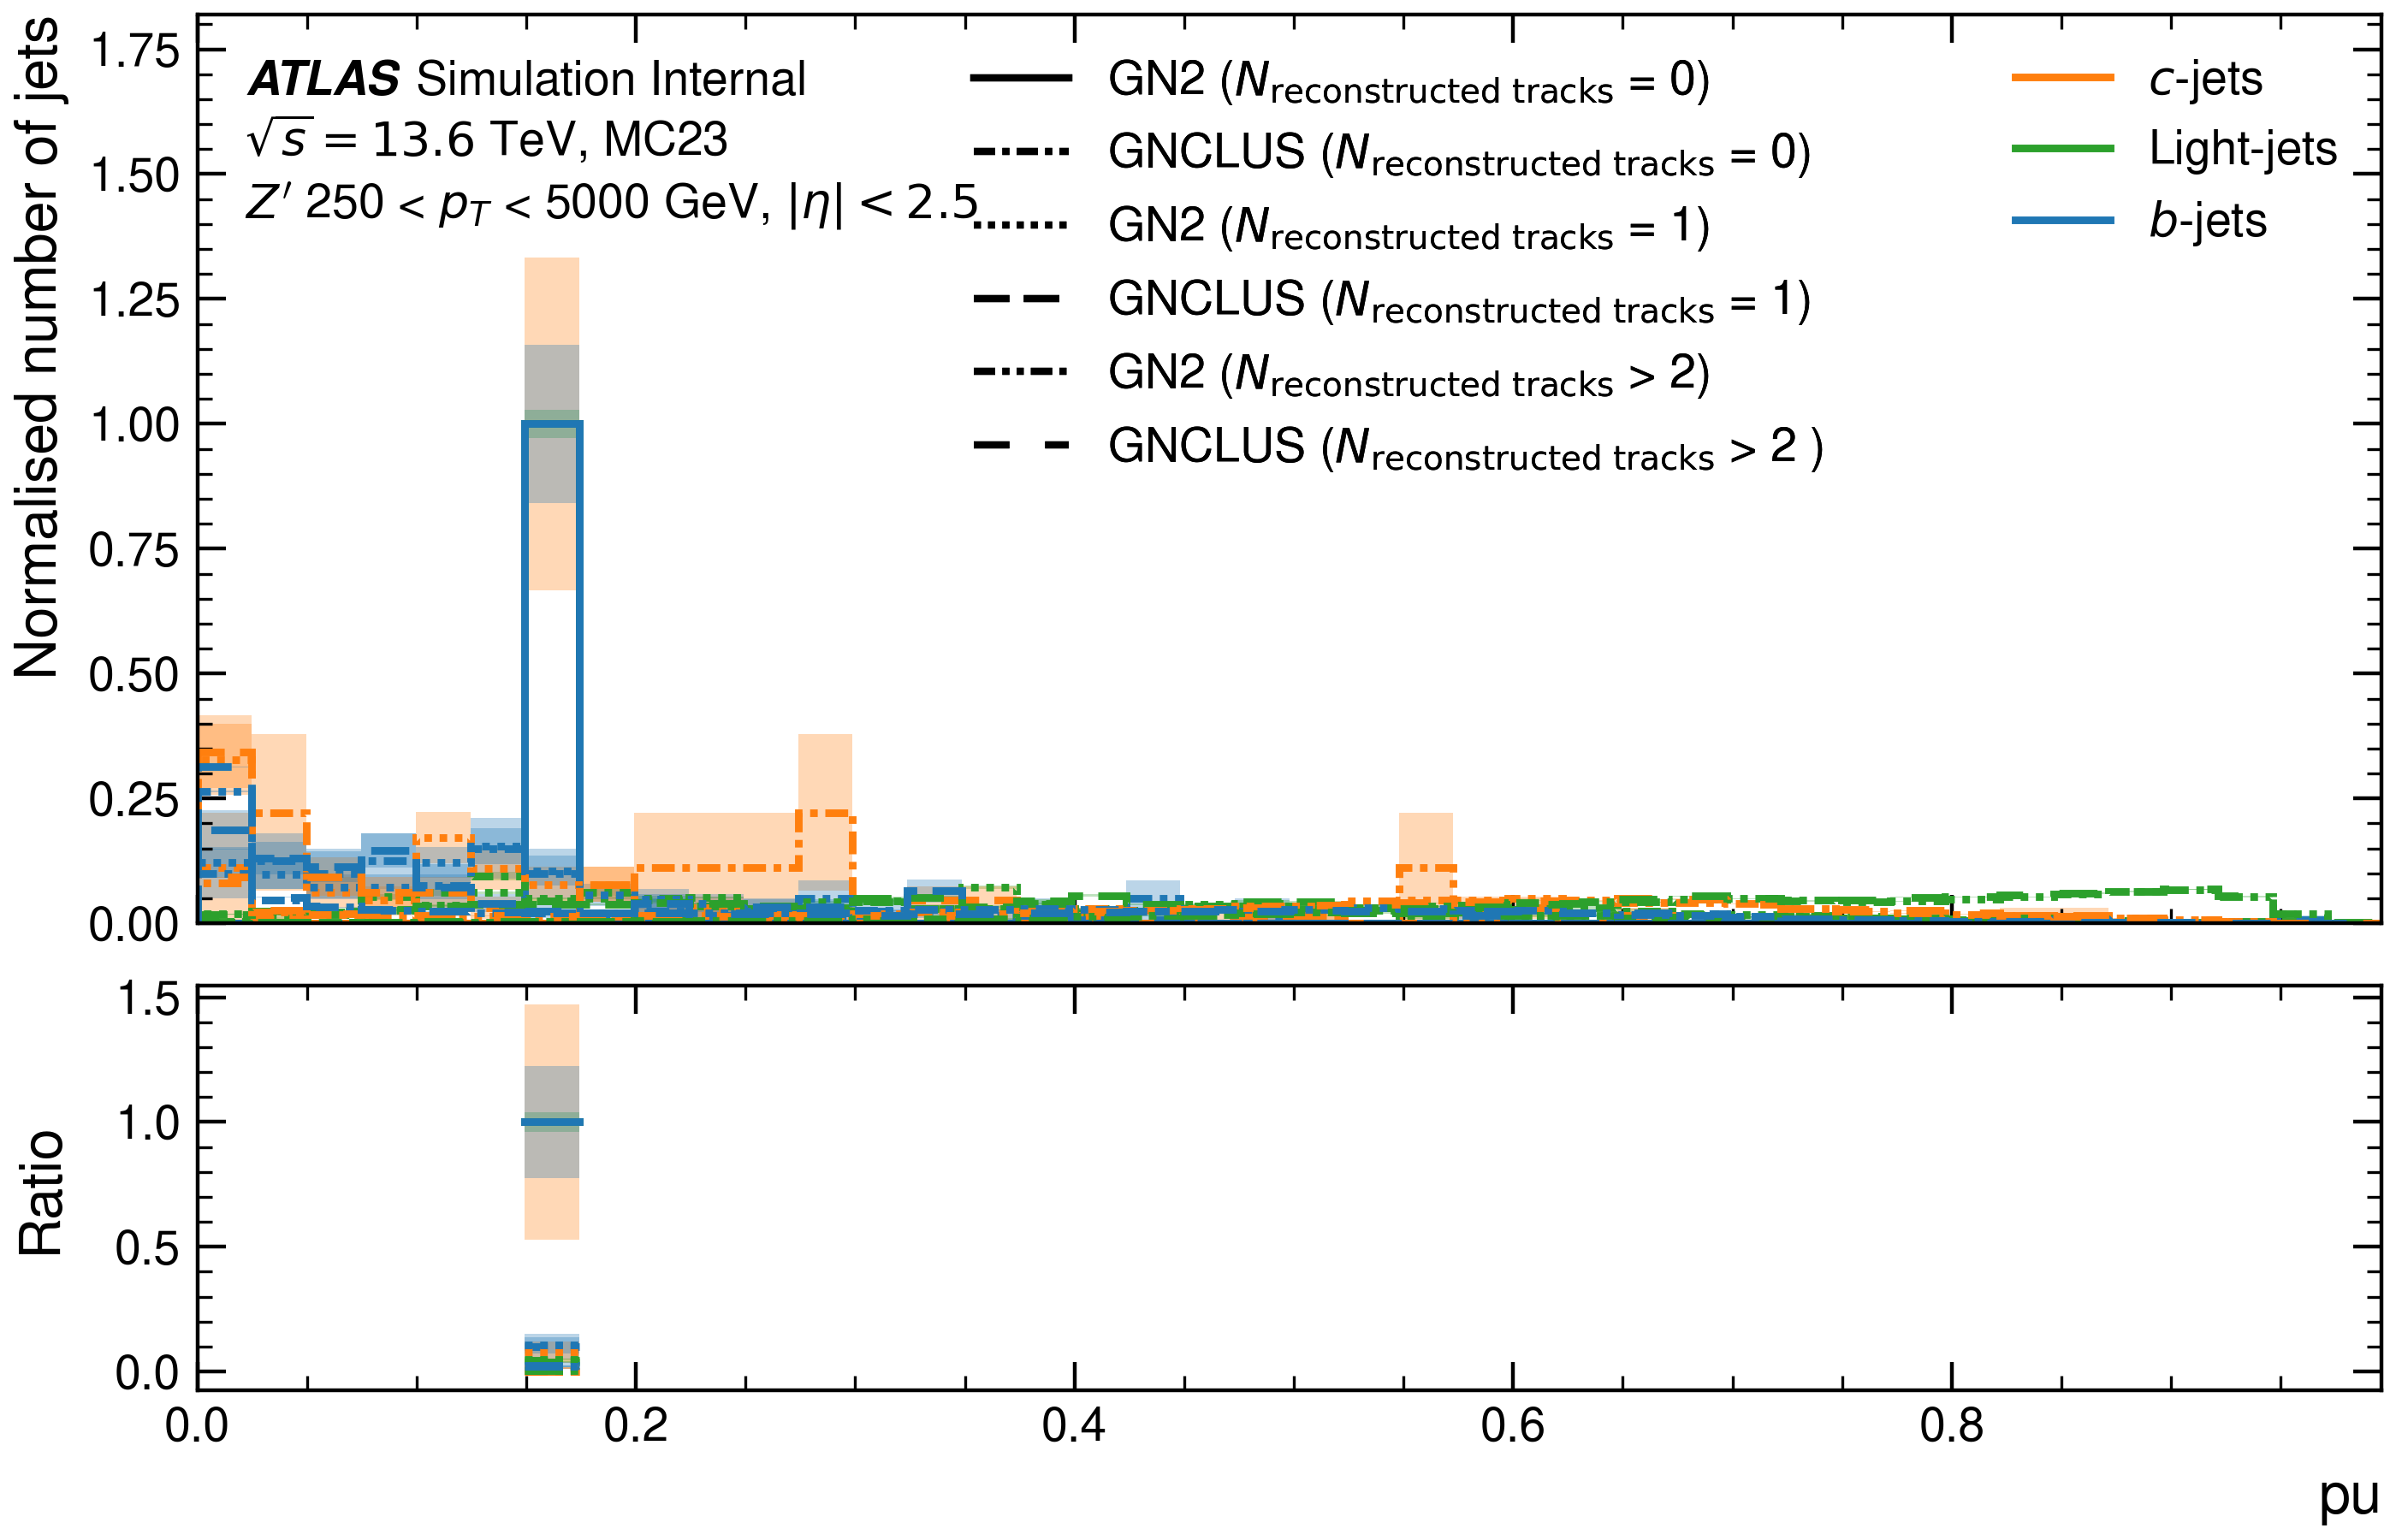 Normalised number of jets
1.75
1.50
1.25
1.00
0.75
0.50
0.25
0.00
ATLAS Simulation Internal
√s = 13.6 TeV, MC23
Z′ 250 < pT < 5000 GeV, |η| < 2.5
GN2 (Nreconstructed tracks = 0)
GNCLUS (Nreconstructed tracks = 0)
GN2 (Nreconstructed tracks = 1)
GNCLUS (Nreconstructed tracks = 1)
GN2 (Nreconstructed tracks > 2)
GNCLUS (Nreconstructed tracks > 2 )
c-jets
Light-jets
b-jets
Ratio
1.5
1.0
0.5
0.0
0.0 0.2 0.4 0.6 0.8
pu